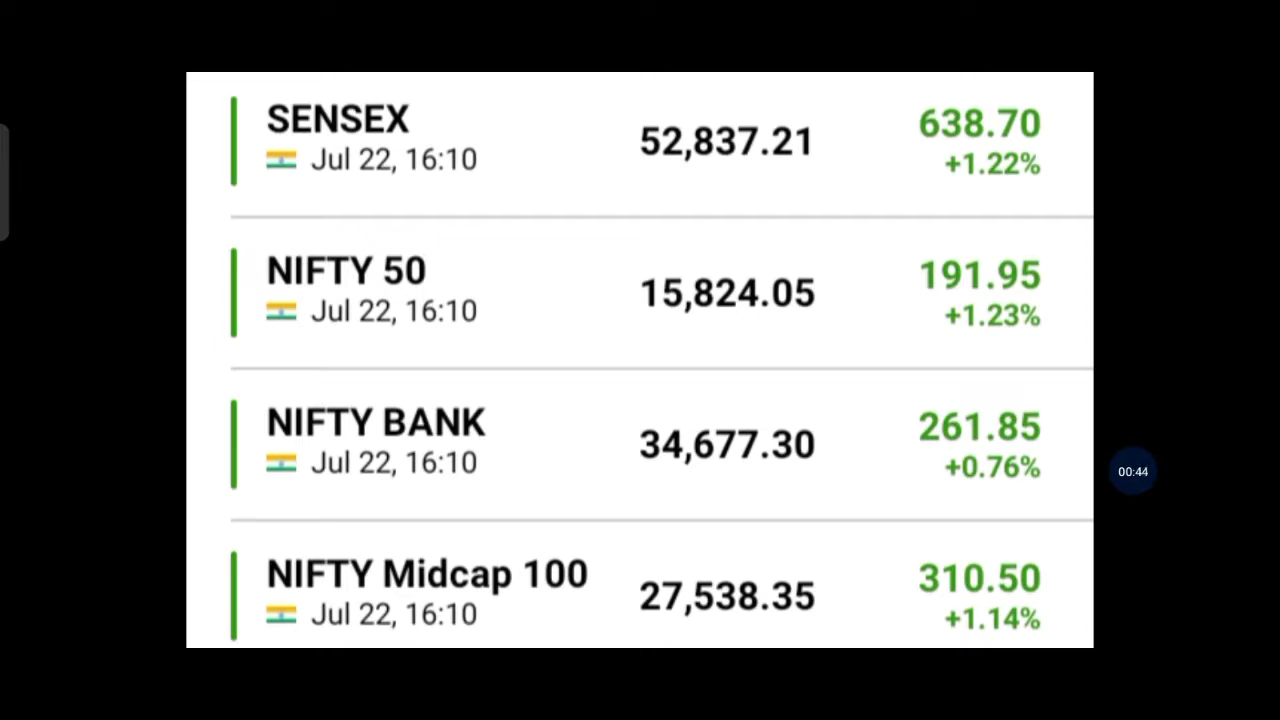 SENSEX
Jul 22, 16:10
52,837.21
638.70
+1.22%
NIFTY 50
Jul 22, 16:10
15,824.05
191.95
+1.23%
NIFTY BANK
Jul 22, 16:10
34,677.30
261.85
+0.76%
00:44
NIFTY Midcap 100
Jul 22, 16:10
27,538.35
310.50
+1.14%